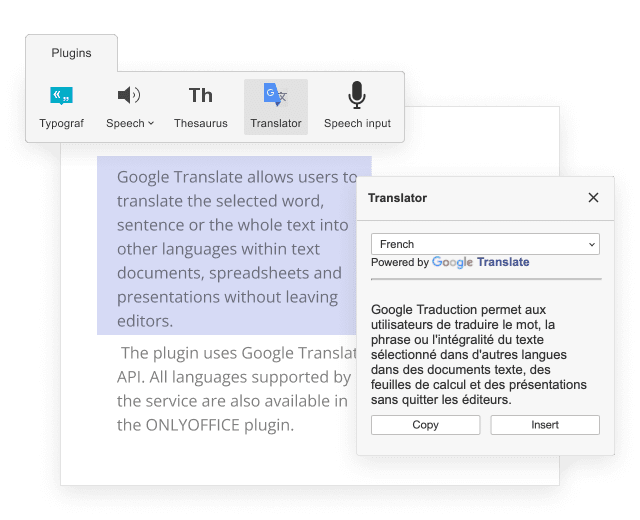 Plugins
Typograf
Speech
Th
Thesaurus
G
Translator
Speech input
Google Translate allows users to
translate the selected word,
sentence or the whole text into
other languages within text
documents, spreadsheets and
presentations without leaving
editors.
The plugin uses Google Translat
API. All languages supported by
the service are also available in
the ONLYOFFICE plugin.
Translator
French
Powered by Google Translate
Google Traduction permet aux
utilisateurs de traduire le mot, la
phrase ou l'intégralité du texte
sélectionné dans d'autres langues
dans des documents texte, des
feuilles de calcul et des présentations
sans quitter les éditeurs.
Copy
Insert